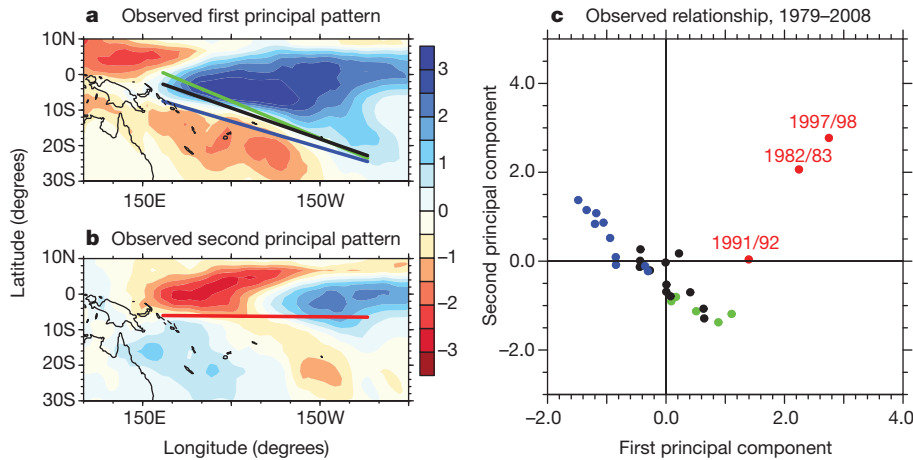 a Observed first principal pattern
10N
0
10S
20S
30S
150E
150W
3
2
1
0
−1
−2
−3
b Observed second principal pattern
10N
0
10S
20S
30S
150E
150W
Latitude (degrees)
Longitude (degrees)
c Observed relationship, 1979–2008
4.0
2.0
0.0
−2.0
1997/98
1982/83
1991/92
−2.0
0.0
2.0
4.0
Second principal component
First principal component